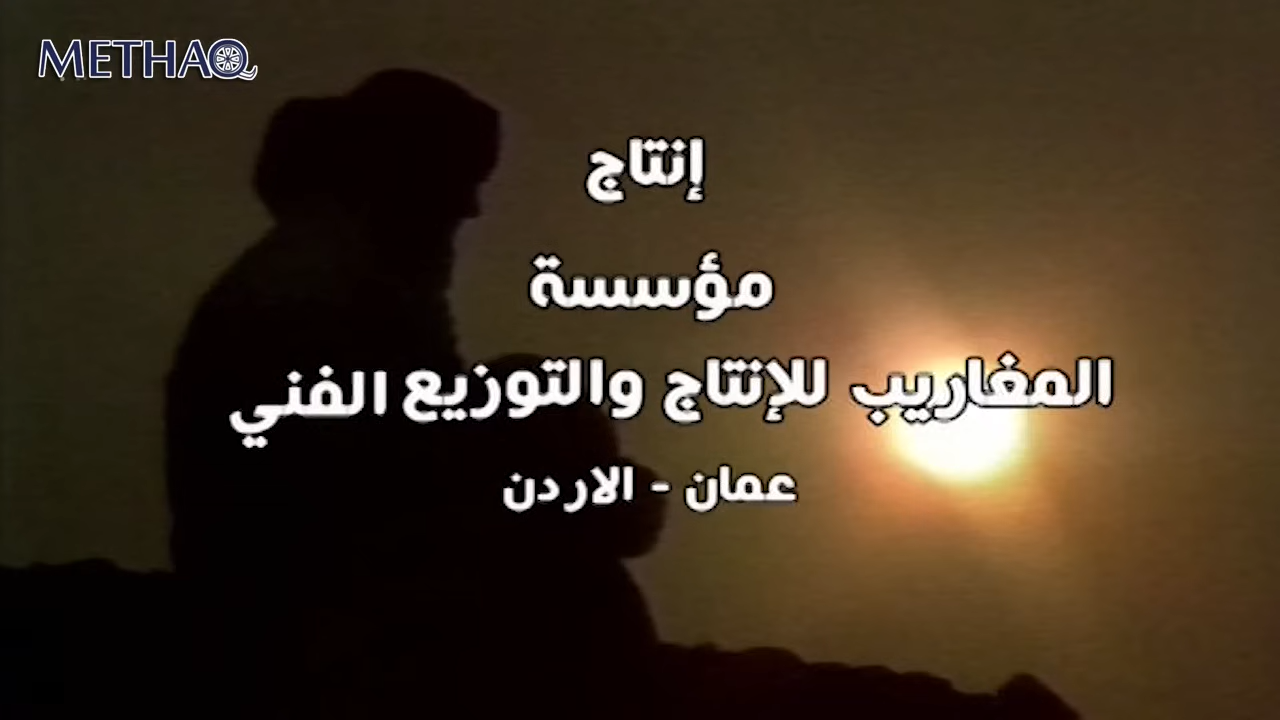 METHAQ
إنتاج
مؤسسة
المغاريب للإنتاج والتوزيع الفني
عمان - الاردن